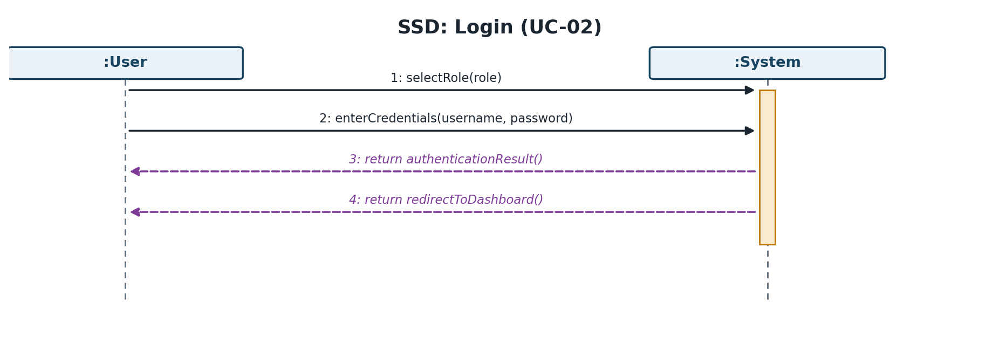 SSD: Login (UC-02)
:User
:System
1: selectRole(role)
2: enterCredentials(username, password)
3: return authenticationResult()
4: return redirectToDashboard()